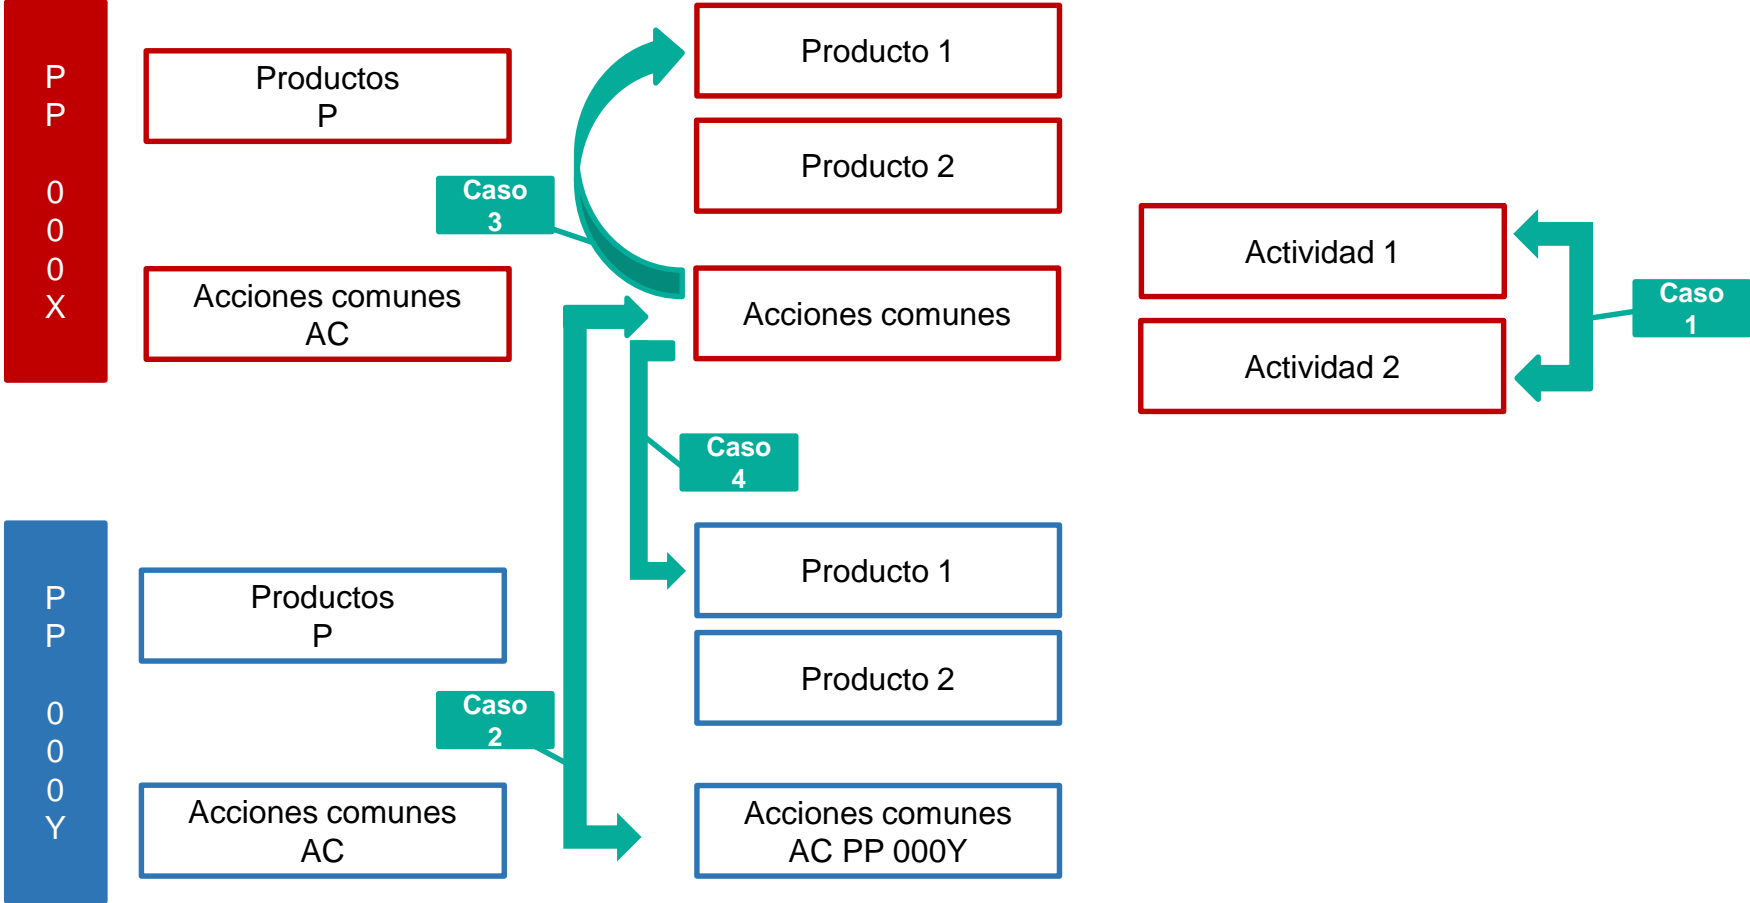 P
P
0
0
0
X
Productos
P
Acciones comunes
AC
Caso
3
Producto 1
Producto 2
Acciones comunes
Actividad 1
Actividad 2
Caso
1
Caso
4
P
P
0
0
0
Y
Productos
P
Acciones comunes
AC
Caso
2
Producto 1
Producto 2
Acciones comunes
AC PP 000Y